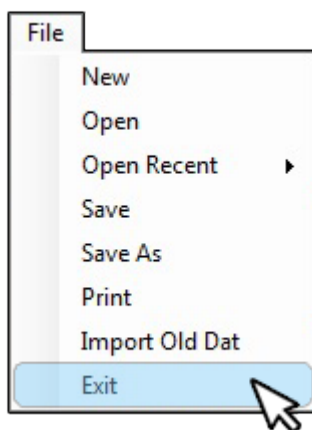 File
New
Open
Open Recent
Save
Save As
Print
Import Old Dat
Exit